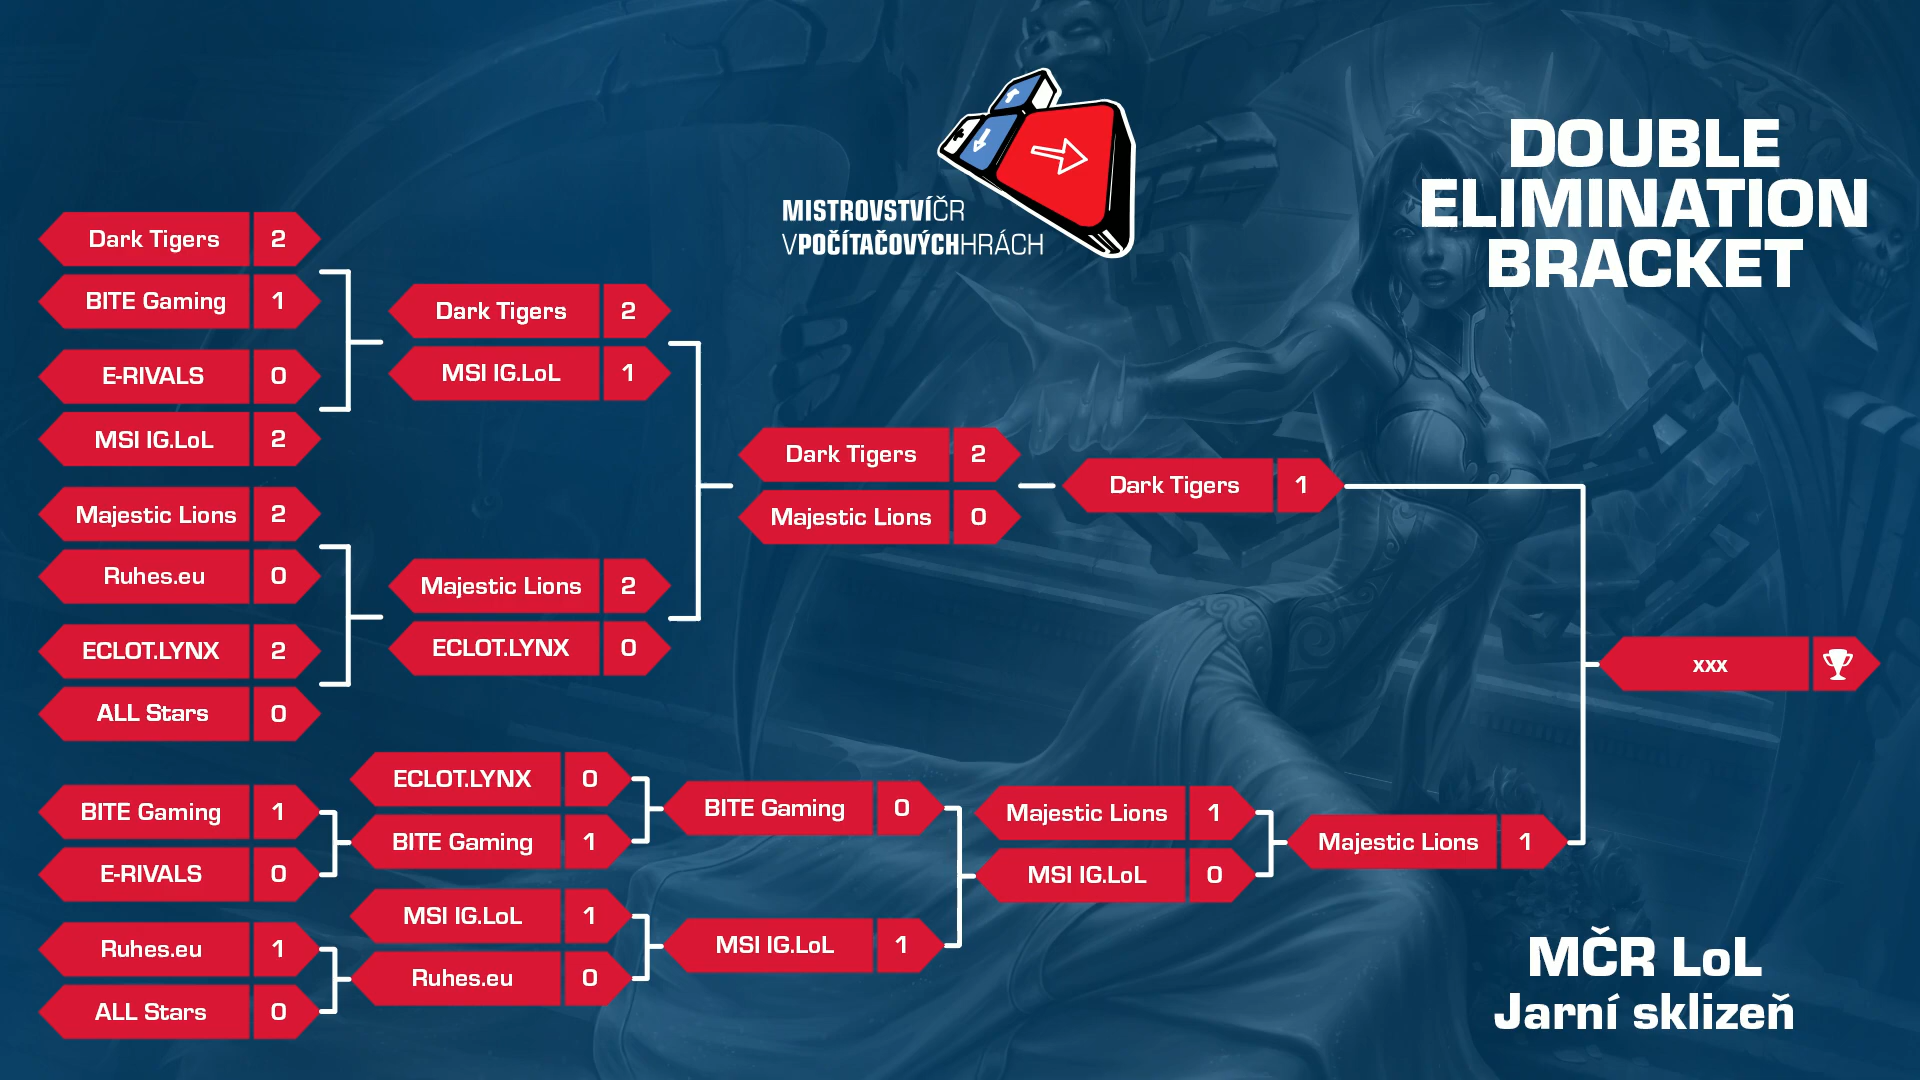 MISTROVSTVÍČR
VPOČÍTAČOVÝCHHRÁCH
DOUBLE
ELIMINATION
BRACKET
Dark Tigers 2
BITE Gaming 1
E-RIVALS 0
MSI IG.LoL 2
Majestic Lions 2
Ruhes.eu 0
ECLOT.LYNX 2
ALL Stars 0
Dark Tigers 2
MSI IG.LoL 1
Majestic Lions 2
ECLOT.LYNX 0
Dark Tigers 2
Majestic Lions 0
Dark Tigers 1
xxx
BITE Gaming 1
E-RIVALS 0
Ruhes.eu 1
ALL Stars 0
ECLOT.LYNX 0
BITE Gaming 1
MSI IG.LoL 1
Ruhes.eu 0
BITE Gaming 0
MSI IG.LoL 1
Majestic Lions 1
MSI IG.LoL 0
Majestic Lions 1
MČR LoL
Jarní sklizeň